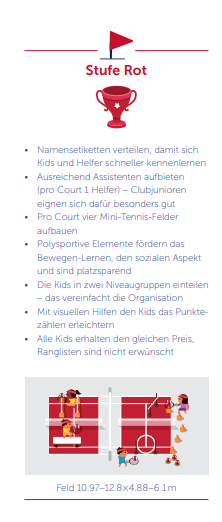 Stufe Rot
• Namensetiketten verteilen, damit sich
Kids und Helfer schneller kennenlernen
• Ausreichend Assistenten aufbieten
(pro Court 1 Helfer) – Clubjunioren
eignen sich dafür besonders gut
• Pro Court vier Mini-Tennis-Felder
aufbauen
• Polysportive Elemente fördern das
Bewegen-Lernen, den sozialen Aspekt
und sind platzsparend
• Die Kids in zwei Niveaugruppen einteilen
– das vereinfacht die Organisation
• Mit visuellen Hilfen den Kids das Punkte-
zählen erleichtern
• Alle Kids erhalten den gleichen Preis,
Ranglisten sind nicht erwünscht
Feld 10.97–12.8×4.88–6.1 m